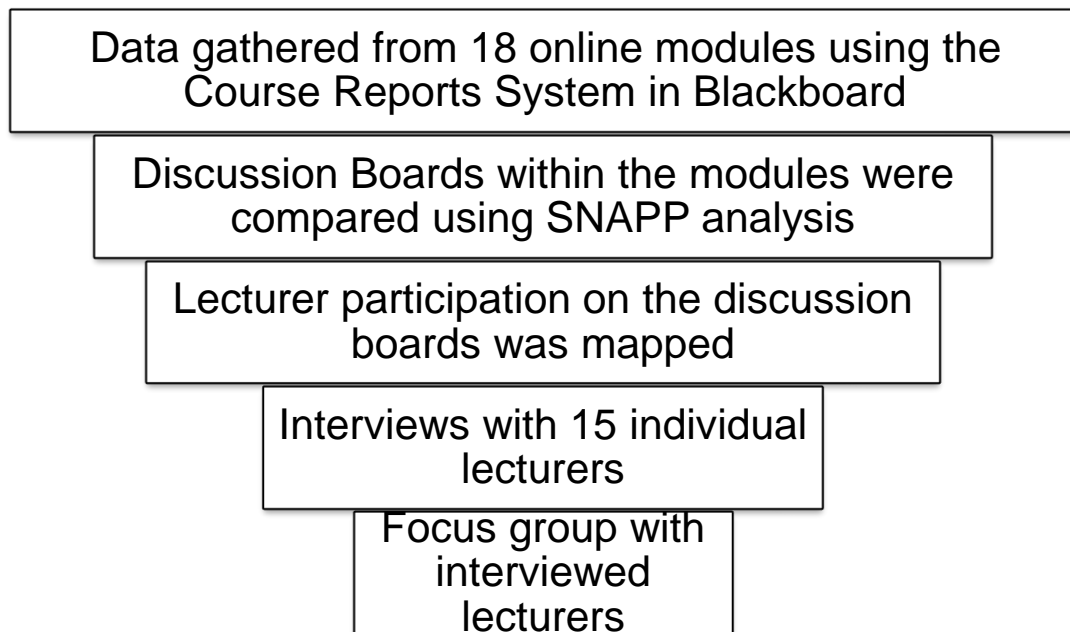 Data gathered from 18 online modules using the
Course Reports System in Blackboard
Discussion Boards within the modules were
compared using SNAPP analysis
Lecturer participation on the discussion
boards was mapped
Interviews with 15 individual
lecturers
Focus group with
interviewed
lecturers